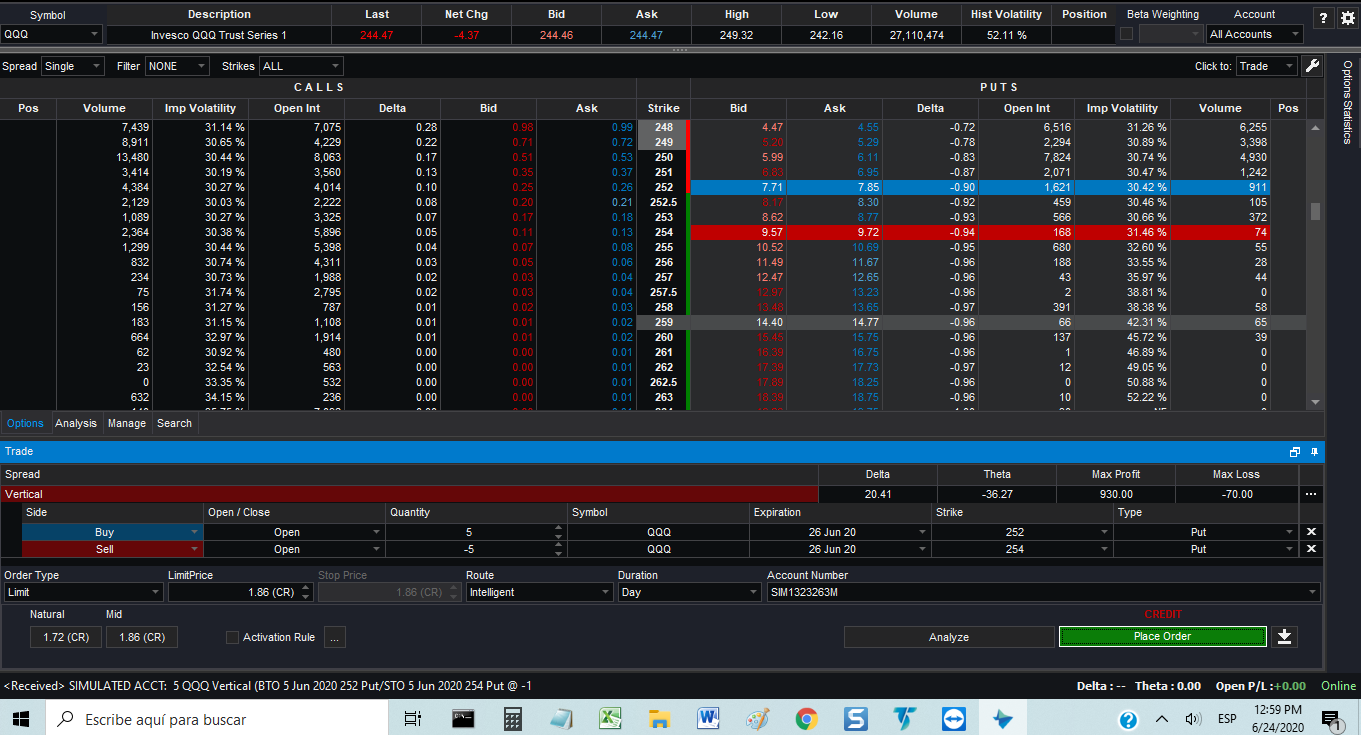 Symbol Description Last Net Chg Bid Ask High Low Volume Hist Volatility Position Beta Weighting Account ?
QQQ Invesco QQQ Trust Series 1 244.47 -4.37 244.46 244.47 249.32 242.16 27,110,474 52.11 % All Accounts
Spread Single Filter NONE Strikes ALL Click to: Trade
CALLS PUTS
Pos Volume Imp Volatility Open Int Delta Bid Ask Strike Bid Ask Delta Open Int Imp Volatility Volume Pos
7,439 31.14 % 7,075 0.28 0.98 0.99 248 4.47 4.55 -0.72 6,516 31.26 % 6,255
8,911 30.65 % 4,229 0.22 0.71 0.72 249 5.20 5.29 -0.78 2,294 30.89 % 3,398
13,480 30.44 % 8,063 0.17 0.51 0.53 250 5.99 6.11 -0.83 7,824 30.74 % 4,930
3,414 30.19 % 3,560 0.13 0.35 0.37 251 6.83 6.95 -0.87 2,071 30.47 % 1,242
4,384 30.27 % 4,014 0.10 0.25 0.26 252 7.71 7.85 -0.90 1,621 30.42 % 911
2,129 30.03 % 2,222 0.08 0.20 0.21 252.5 8.17 8.30 -0.92 459 30.46 % 105
1,089 30.27 % 3,325 0.07 0.17 0.18 253 8.62 8.77 -0.93 566 30.66 % 372
2,364 30.38 % 5,896 0.05 0.11 0.13 254 9.57 9.72 -0.94 168 31.46 % 74
1,299 30.44 % 5,398 0.04 0.07 0.08 255 10.52 10.69 -0.95 680 32.60 % 55
832 30.74 % 4,311 0.03 0.05 0.06 256 11.49 11.67 -0.96 188 33.55 % 28
234 30.73 % 1,988 0.02 0.03 0.04 257 12.47 12.65 -0.96 43 35.97 % 44
75 31.74 % 2,795 0.02 0.03 0.04 257.5 12.97 13.23 -0.96 2 38.81 % 0
156 31.27 % 787 0.01 0.02 0.03 258 13.48 13.65 -0.97 391 38.38 % 58
183 31.15 % 1,108 0.01 0.01 0.02 259 14.40 14.77 -0.96 66 42.31 % 65
664 32.97 % 1,914 0.01 0.01 0.02 260 15.45 15.75 -0.96 137 45.72 % 39
62 30.92 % 480 0.00 0.00 0.01 261 16.39 16.75 -0.96 1 46.89 % 0
23 32.54 % 563 0.00 0.00 0.01 262 17.39 17.73 -0.97 12 49.05 % 0
0 33.35 % 532 0.00 0.00 0.01 262.5 17.89 18.25 -0.96 0 50.88 % 0
632 34.15 % 236 0.00 0.00 0.01 263 18.39 18.75 -0.96 10 52.22 % 0
Options Statistics
Options Analysis Manage Search
Trade
Spread Delta Theta Max Profit Max Loss
Vertical 20.41 -36.27 930.00 -70.00 ...
Side Open / Close Quantity Symbol Expiration Strike Type
Buy Open 5 QQQ 26 Jun 20 252 Put X
Sell Open -5 QQQ 26 Jun 20 254 Put X
Order Type LimitPrice Stop Price Route Duration Account Number
Limit 1.86 (CR) 1.86 (CR) Intelligent Day SIM1323263M
Natural Mid CREDIT
1.72 (CR) 1.86 (CR) Activation Rule ... Analyze Place Order
<Received> SIMULATED ACCT: 5 QQQ Vertical (BTO 5 Jun 2020 252 Put/STO 5 Jun 2020 254 Put @ -1 Delta : -- Theta : 0.00 Open P/L :+0.00 Online
Escribe aquí para buscar ESP 12:59 PM
6/24/2020 1